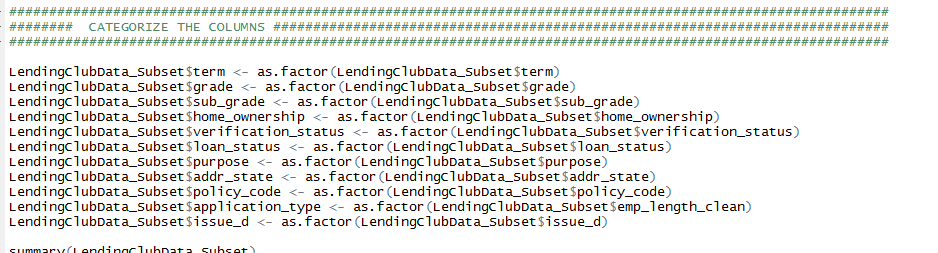 ################################################################################################################
########  CATEGORIZE THE COLUMNS ##############################################################################
################################################################################################################
LendingClubData_Subset$term <- as.factor(LendingClubData_Subset$term)
LendingClubData_Subset$grade <- as.factor(LendingClubData_Subset$grade)
LendingClubData_Subset$sub_grade <- as.factor(LendingClubData_Subset$sub_grade)
LendingClubData_Subset$home_ownership <- as.factor(LendingClubData_Subset$home_ownership)
LendingClubData_Subset$verification_status <- as.factor(LendingClubData_Subset$verification_status)
LendingClubData_Subset$loan_status <- as.factor(LendingClubData_Subset$loan_status)
LendingClubData_Subset$purpose <- as.factor(LendingClubData_Subset$purpose)
LendingClubData_Subset$addr_state <- as.factor(LendingClubData_Subset$addr_state)
LendingClubData_Subset$policy_code <- as.factor(LendingClubData_Subset$policy_code)
LendingClubData_Subset$application_type <- as.factor(LendingClubData_Subset$emp_length_clean)
LendingClubData_Subset$issue_d <- as.factor(LendingClubData_Subset$issue_d)
summary(LendingClubData_Subset)